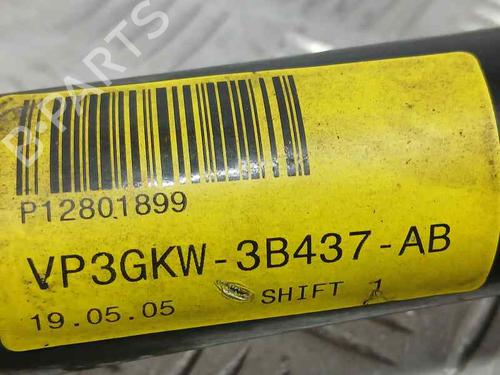 B-PARTS
P12801899
VP3GKW-3B437-AB
19.05.05 SHIFT 1